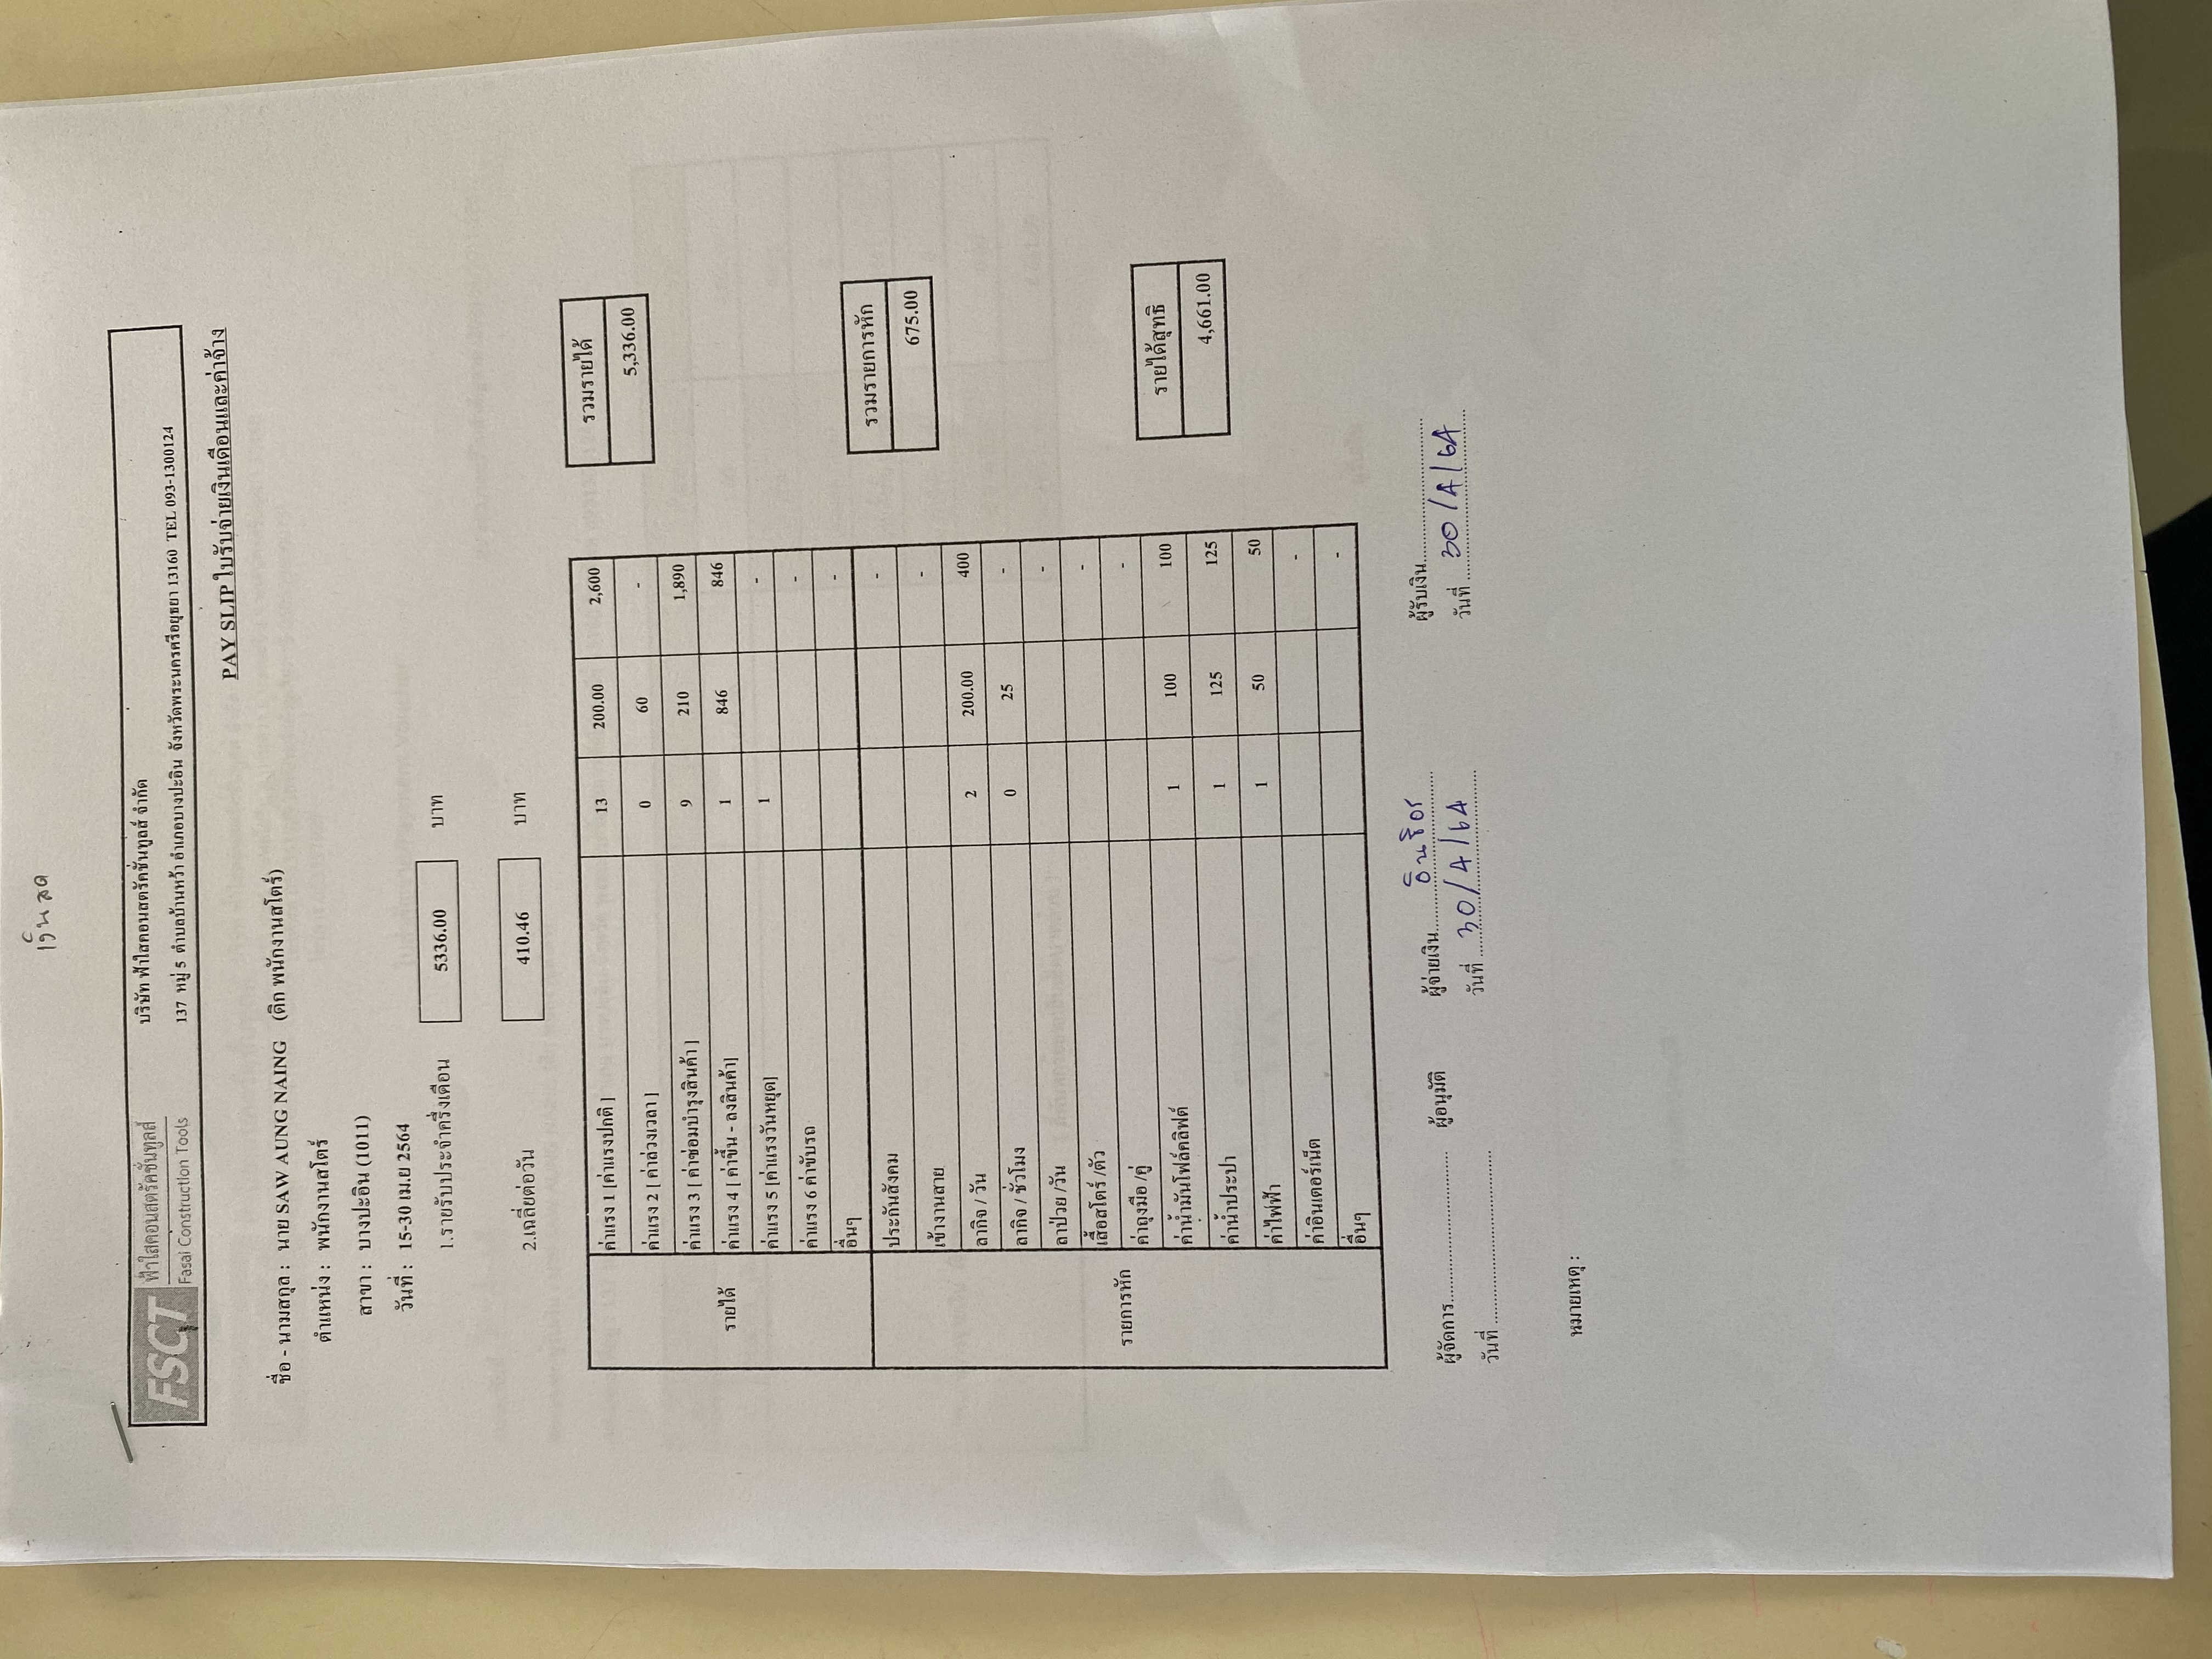 เงินสด
FSCT ฟ้าใสคอนสตรัคชั่นทูลส์
Fasai Construction Tools
บริษัท ฟ้าใสคอนสตรัคชั่นทูลส์ จำกัด
137 หมู่ 5 ตำบลบ้านหว้า อำเภอบางปะอิน จังหวัดพระนครศรีอยุธยา 13160 TEL 093-1300124
PAY SLIP ใบรับจ่ายเงินเดือนและค่าจ้าง
ชื่อ - นามสกุล : นาย SAW AUNG NAING (ดิก พนักงานสโตร์)
ตำแหน่ง : พนักงานสโตร์
สาขา : บางปะอิน (1011)
วันที่ : 15-30 เม.ย 2564
1.รายรับประจำครึ่งเดือน 5336.00 บาท
2.เฉลี่ยต่อวัน 410.46 บาท
รายได้
ค่าแรง 1 [ค่าแรงปกติ ] 13 200.00 2,600
ค่าแรง 2 [ ค่าล่วงเวลา ] 0 60 -
ค่าแรง 3 [ ค่าซ่อมบำรุงสินค้า ] 9 210 1,890
ค่าแรง 4 [ ค่าขึ้น - ลงสินค้า] 1 846 846
ค่าแรง 5 [ค่าแรงวันหยุด] 1 -
ค่าแรง 6 ค่าขับรถ -
อื่นๆ -
รวมรายได้
5,336.00
รายการหัก
ประกันสังคม -
เข้างานสาย -
ลากิจ / วัน 2 200.00 400
ลากิจ / ชั่วโมง 0 25 -
ลาป่วย /วัน -
เสื้อสโตร์ /ตัว -
ค่าถุงมือ /คู่ -
ค่าน้ำมันโฟล์คลิฟต์ 1 100 100
ค่าน้ำประปา 1 125 125
ค่าไฟฟ้า 1 50 50
ค่าอินเตอร์เน็ต -
อื่นๆ -
รวมรายการหัก
675.00
รายได้สุทธิ
4,661.00
ผู้จัดการ.................................. ผู้อนุมัติ ผู้จ่ายเงิน.................................... ผู้รับเงิน................................
วันที่ ....................................... วันที่ 30/4/64 วันที่ 30/4/64
หมายเหตุ :